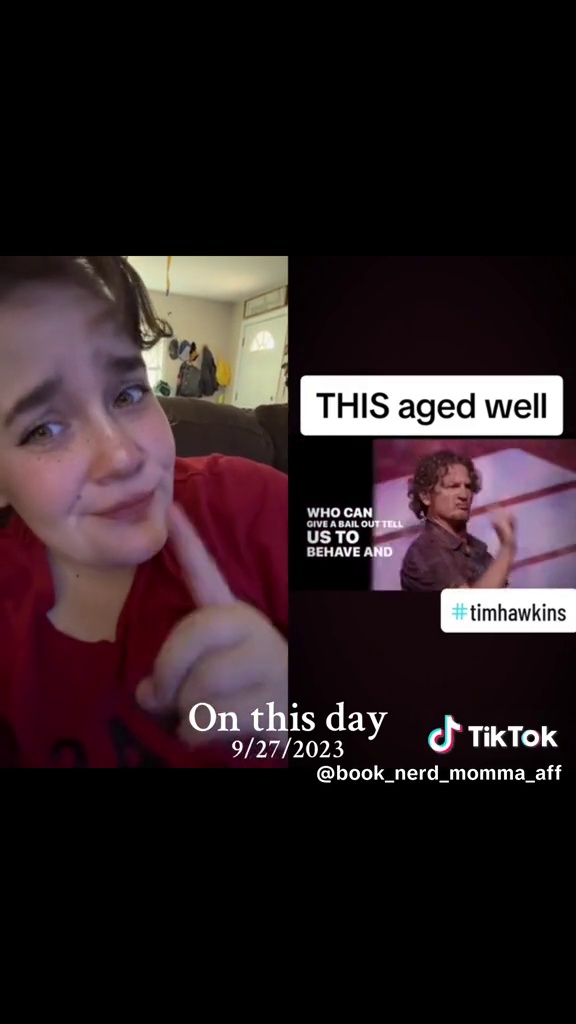 THIS aged well
WHO CAN
GIVE A BAIL OUT TELL
US TO
BEHAVE AND
#timhawkins
On this day
9/27/2023
TikTok
@book_nerd_momma_aff